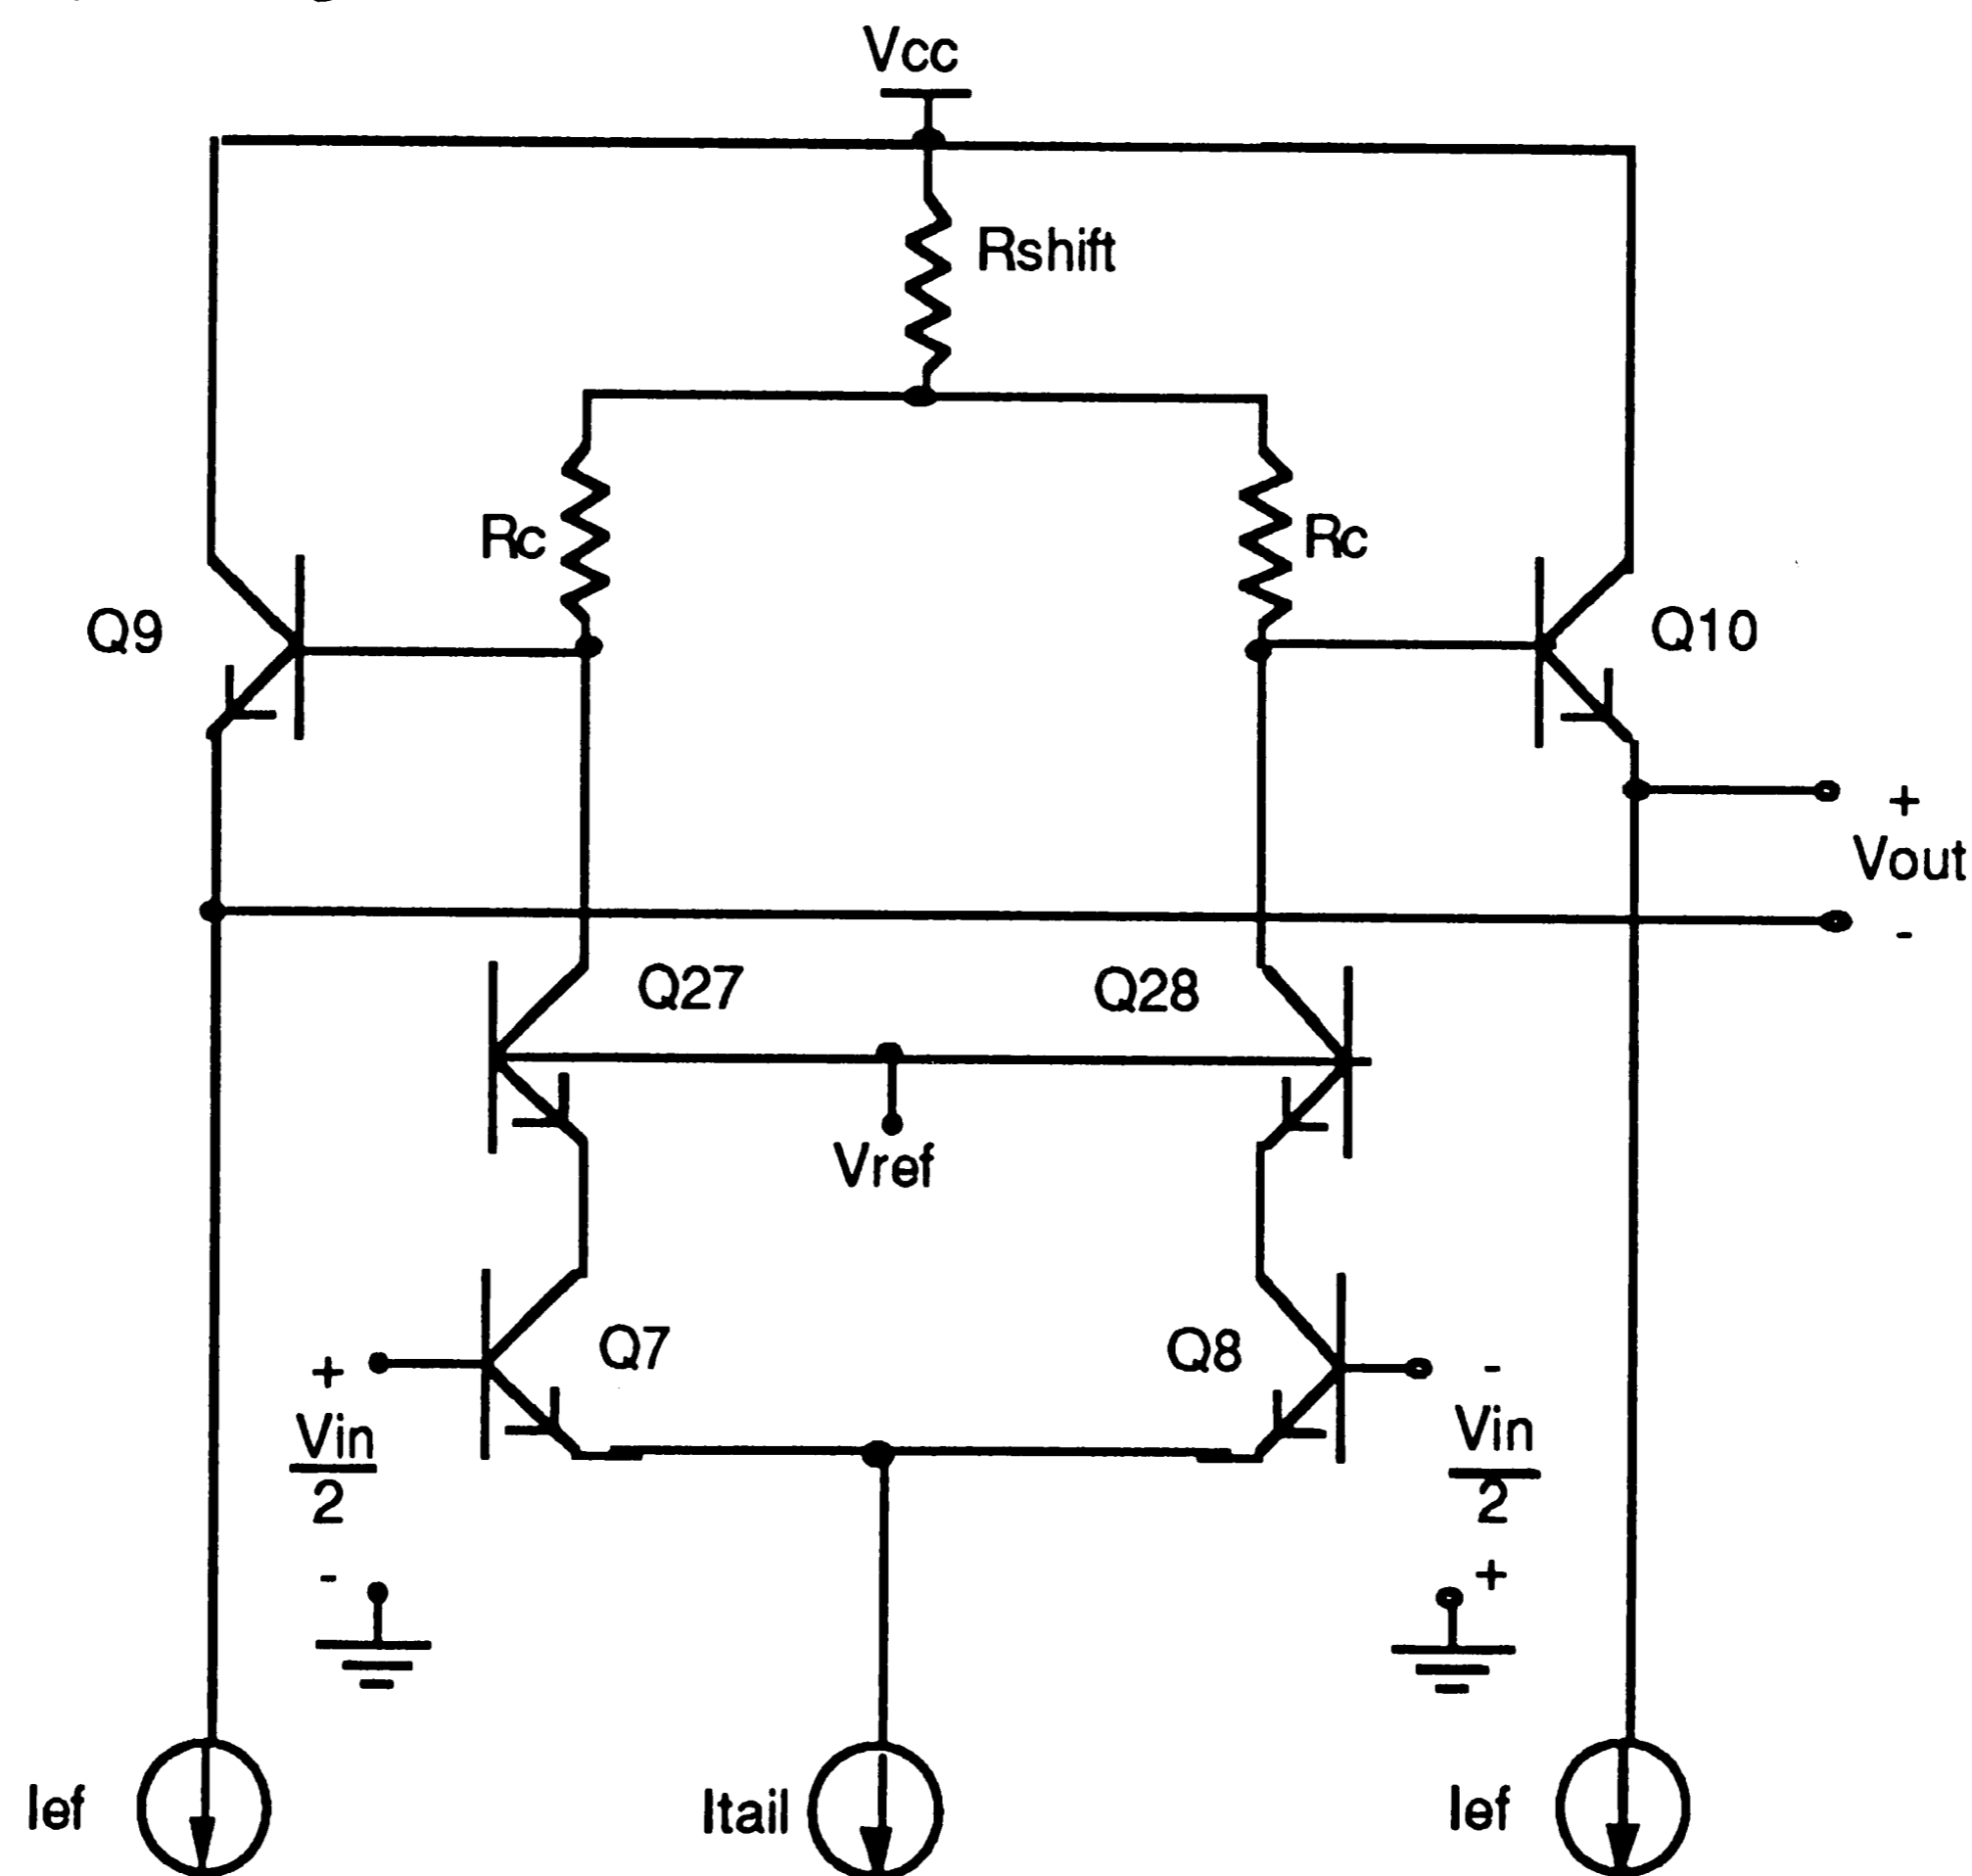 Vcc
Rshift
Rc
Rc
Q9
Q10
+
Vout
-
Q27
Q28
Vref
Q7
Q8
+
Vin
2
-
-
Vin
2
+
Ief
Itail
Ief